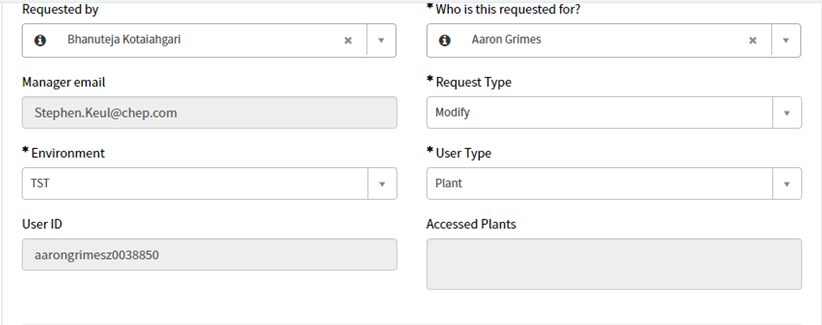 Requested by
* Who is this requested for?
Bhanuteja Kotaiahgari
Aaron Grimes
Manager email
* Request Type
Stephen.Keul@chep.com
Modify
* Environment
* User Type
TST
Plant
User ID
Accessed Plants
aarongrimesz0038850